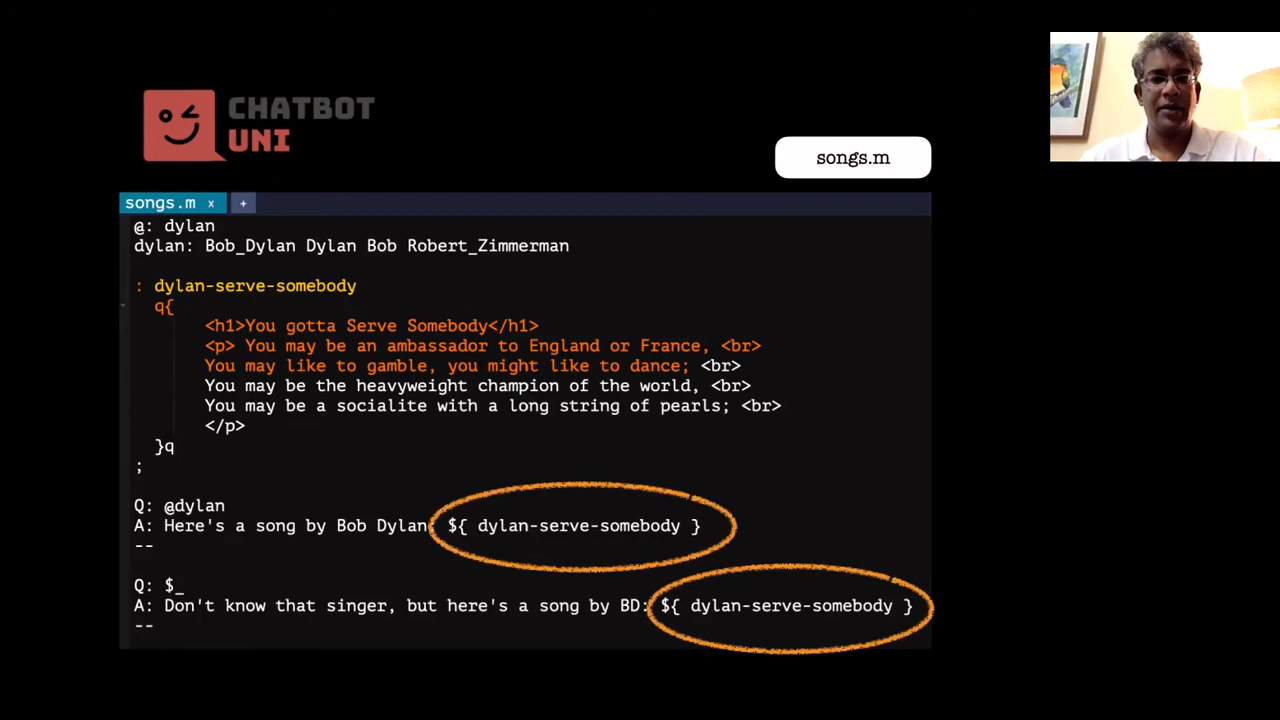 CHATBOT
UNI
songs.m
songs.m x +
@: dylan
dylan: Bob_Dylan Dylan Bob Robert_Zimmerman
: dylan-serve-somebody
q{
<h1>You gotta Serve Somebody</h1>
<p> You may be an ambassador to England or France, <br>
You may like to gamble, you might like to dance; <br>
You may be the heavyweight champion of the world, <br>
You may be a socialite with a long string of pearls; <br>
</p>
}q
;
Q: @dylan
A: Here's a song by Bob Dylan: ${ dylan-serve-somebody }
--
Q: $_
A: Don't know that singer, but here's a song by BD: ${ dylan-serve-somebody }
--